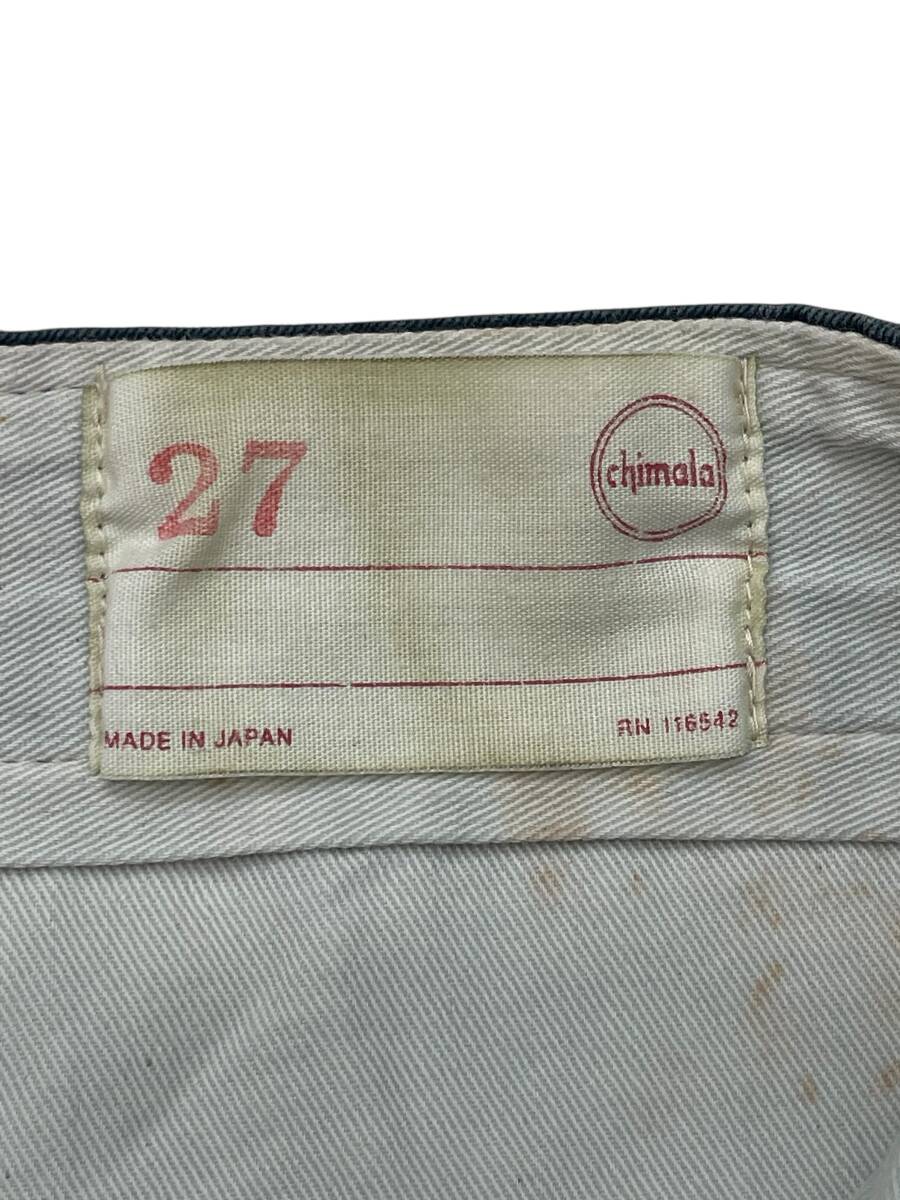 27
chimala
MADE IN JAPAN
RN 116542